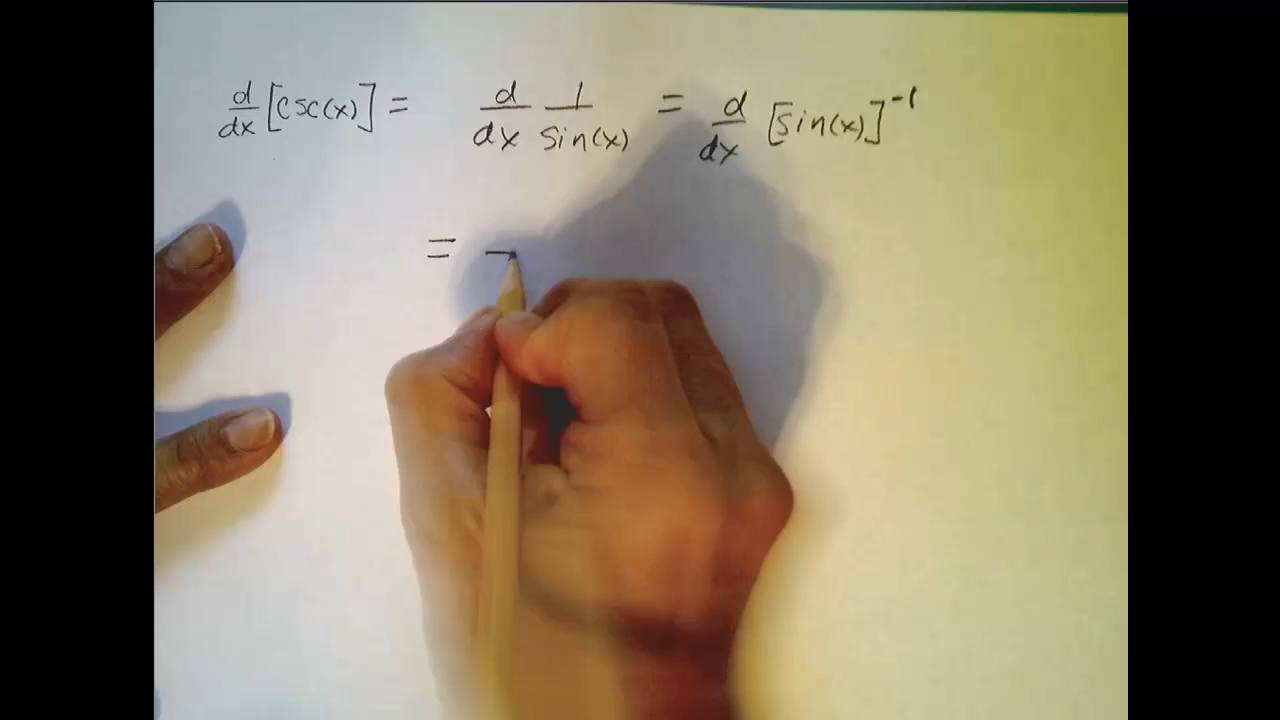 d/dx [csc(x)] = d/dx 1/sin(x) = d/dx [sin(x)]^-1
= -